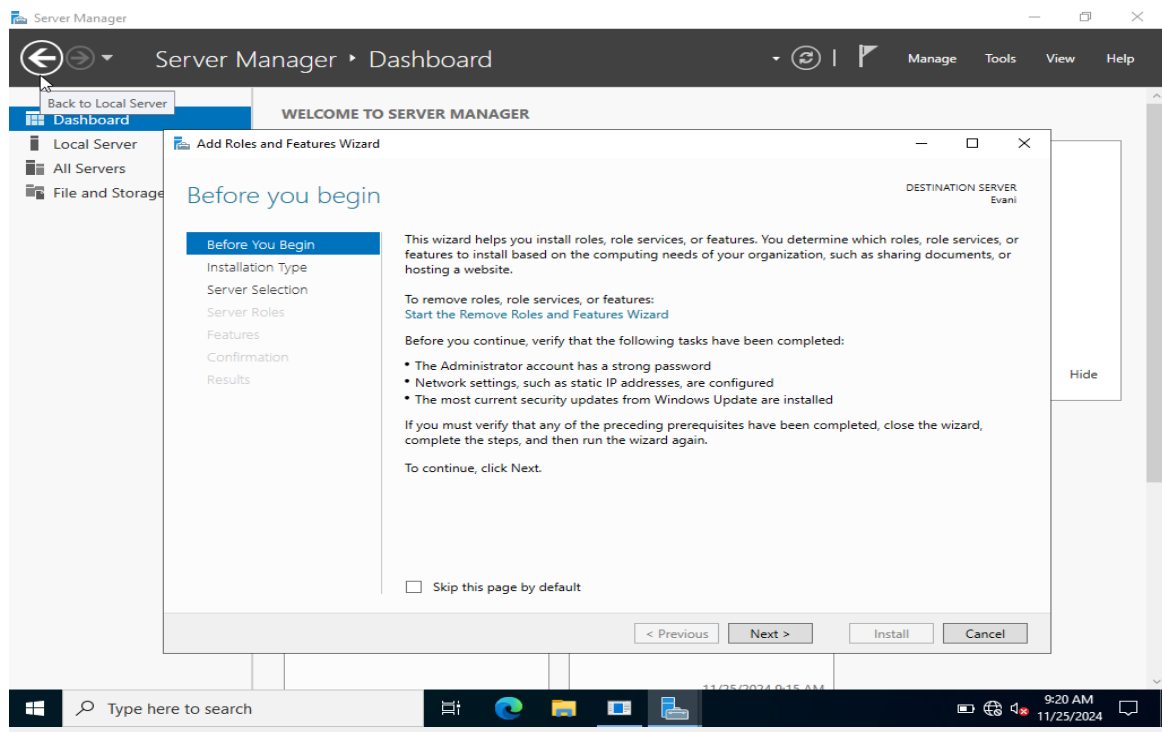 Server Manager
Server Manager ‣ Dashboard
Manage Tools View Help
Back to Local Server
Dashboard
Local Server
All Servers
File and Storage
WELCOME TO SERVER MANAGER
Add Roles and Features Wizard
Before you begin
DESTINATION SERVER
Evani
Before You Begin
Installation Type
Server Selection
Server Roles
Features
Confirmation
Results
This wizard helps you install roles, role services, or features. You determine which roles, role services, or
features to install based on the computing needs of your organization, such as sharing documents, or
hosting a website.
To remove roles, role services, or features:
Start the Remove Roles and Features Wizard
Before you continue, verify that the following tasks have been completed:
• The Administrator account has a strong password
• Network settings, such as static IP addresses, are configured
• The most current security updates from Windows Update are installed
If you must verify that any of the preceding prerequisites have been completed, close the wizard,
complete the steps, and then run the wizard again.
To continue, click Next.
Skip this page by default
< Previous Next > Install Cancel
Hide
11/25/2024 9:15 AM
Type here to search
9:20 AM
11/25/2024